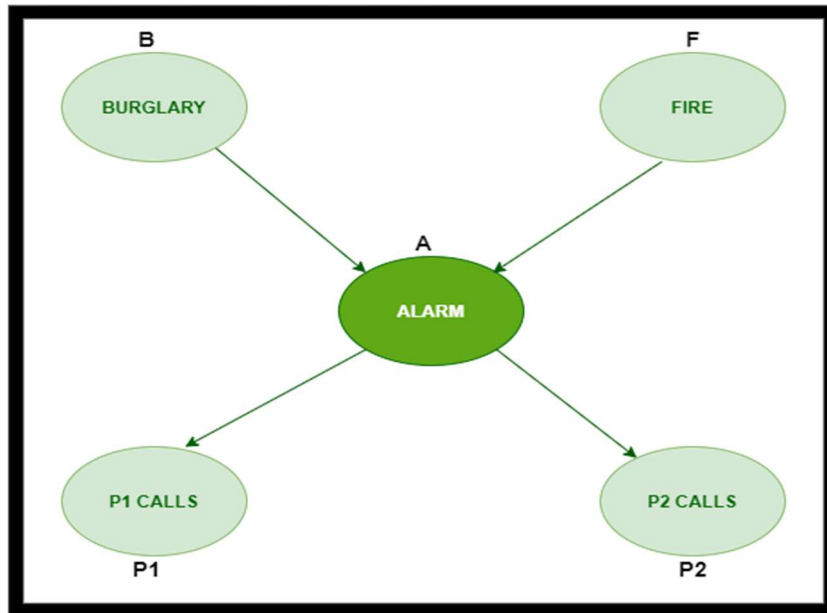 B
F
BURGLARY
FIRE
A
ALARM
P1 CALLS
P2 CALLS
P1
P2